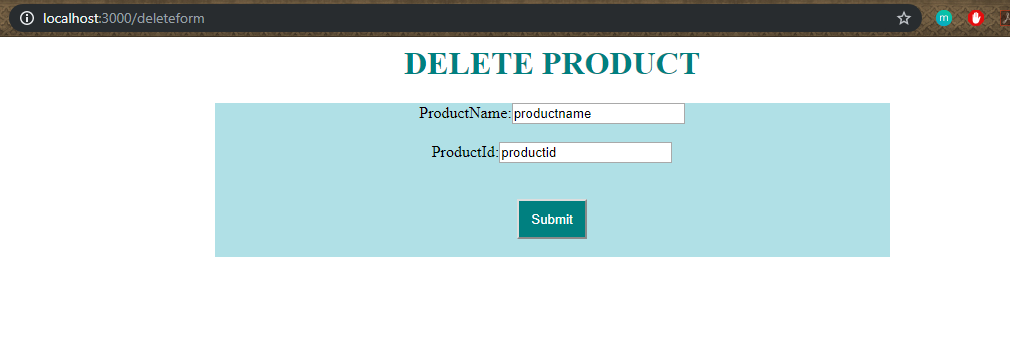 localhost:3000/deleteform
m
DELETE PRODUCT
ProductName:productname
ProductId:productid
Submit